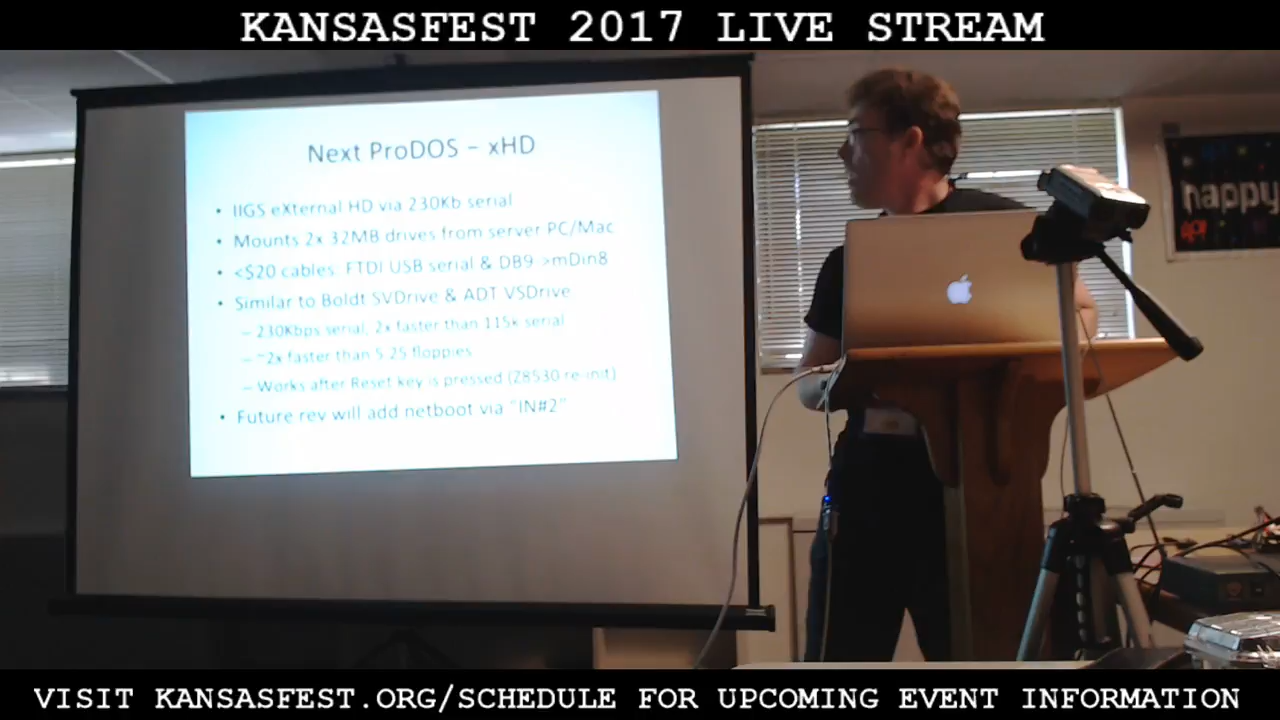 KANSASFEST 2017 LIVE STREAM
Next ProDOS – xHD
• IIGS eXternal HD via 230Kb serial
• Mounts 2x 32MB drives from server PC/Mac
• <$20 cables: FTDI USB serial & DB9 >mDin8
• Similar to Boldt SVDrive & ADT VSDrive
– 230Kbps serial, 2x faster than 115k serial
– ~2x faster than 5.25 floppies
– Works after Reset key is pressed (Z8530 re-init)
• Future rev will add netboot via "IN#2"
happy
VISIT KANSASFEST.ORG/SCHEDULE FOR UPCOMING EVENT INFORMATION